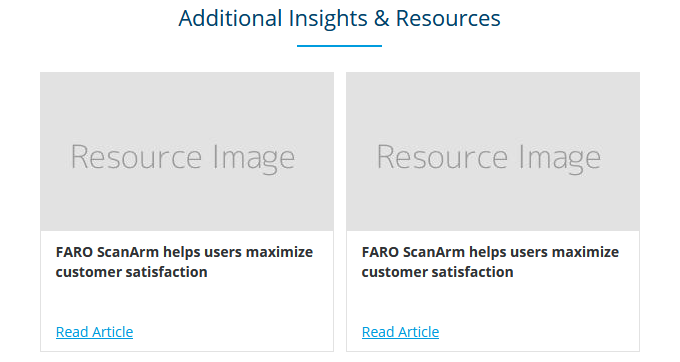 Additional Insights & Resources
Resource Image
FARO ScanArm helps users maximize
customer satisfaction
Read Article
Resource Image
FARO ScanArm helps users maximize
customer satisfaction
Read Article